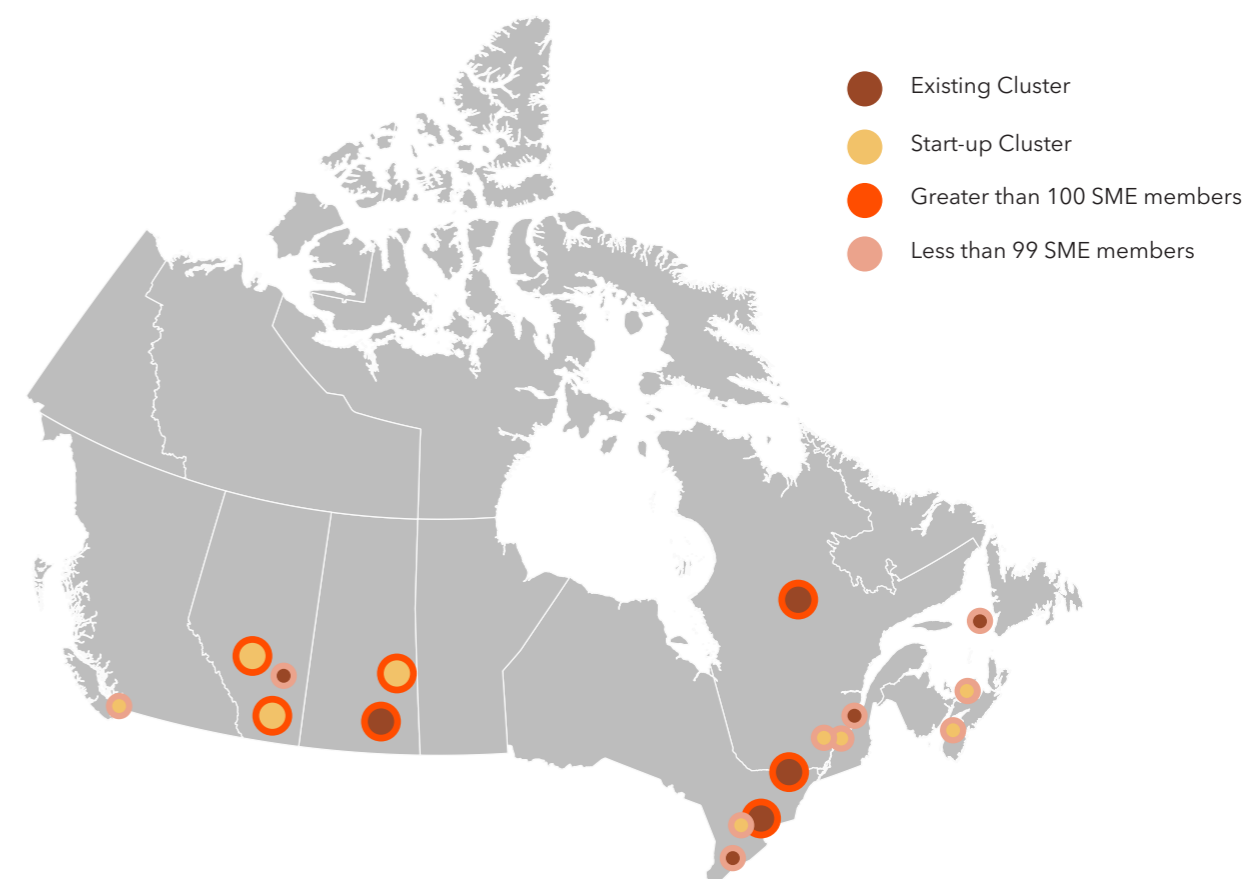 Existing Cluster
Start-up Cluster
Greater than 100 SME members
Less than 99 SME members